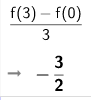 f(3) − f(0)
3
→ − 3
2